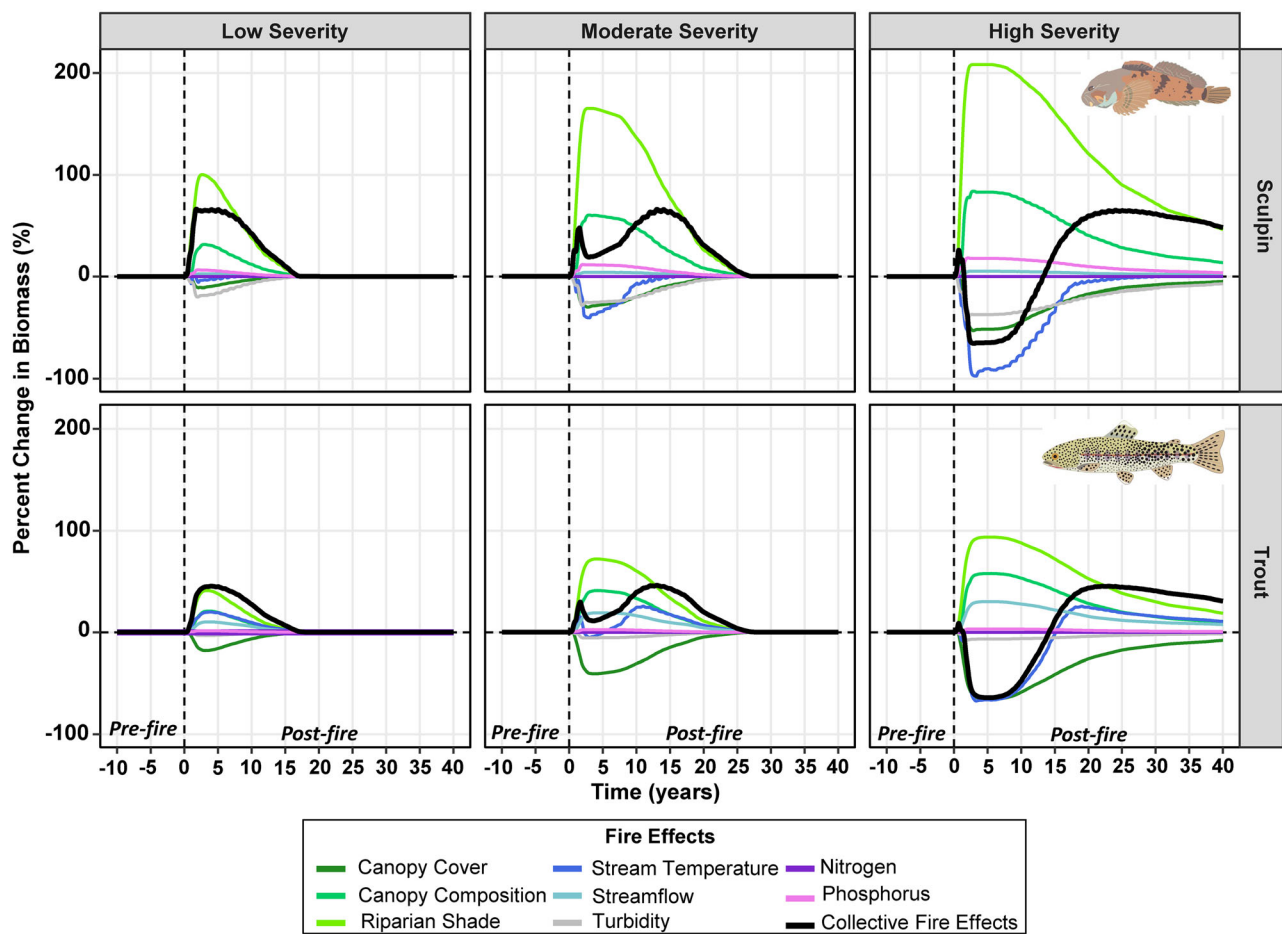 Low Severity
Moderate Severity
High Severity
Percent Change in Biomass (%)
200
100
0
-100
Sculpin
200
100
0
-100
Trout
Pre-fire
Post-fire
Pre-fire
Post-fire
Pre-fire
Post-fire
-10 -5 0 5 10 15 20 25 30 35 40
-10 -5 0 5 10 15 20 25 30 35 40
-10 -5 0 5 10 15 20 25 30 35 40
Time (years)
Fire Effects
Canopy Cover
Stream Temperature
Nitrogen
Canopy Composition
Streamflow
Phosphorus
Riparian Shade
Turbidity
Collective Fire Effects